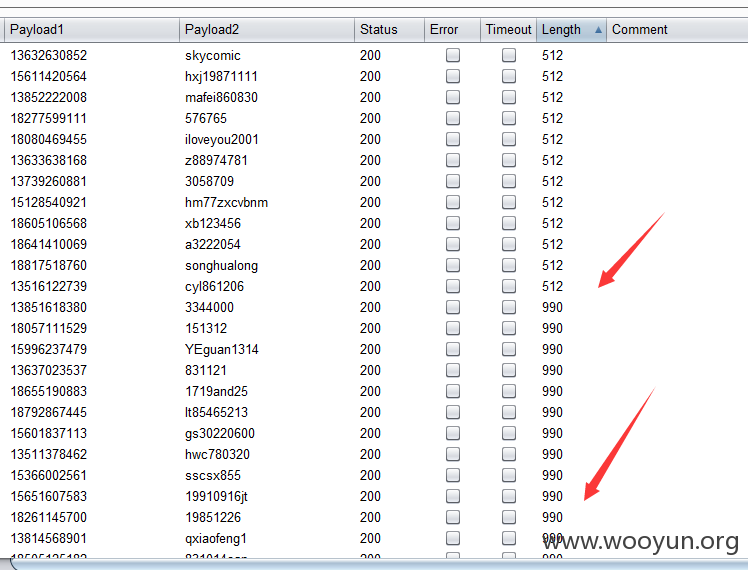 Payload1 Payload2 Status Error Timeout Length Comment
13632630852 skycomic 200 512
15611420564 hxj19871111 200 512
13852222008 mafei860830 200 512
18277599111 576765 200 512
18080469455 iloveyou2001 200 512
13633638168 z88974781 200 512
13739260881 3058709 200 512
15128540921 hm77zxcvbnm 200 512
18605106568 xb123456 200 512
18641410069 a3222054 200 512
18817518760 songhualong 200 512
13516122739 cyl861206 200 512
13851618380 3344000 200 990
18057111529 151312 200 990
15996237479 YEguan1314 200 990
13637023537 831121 200 990
18655190883 1719and25 200 990
18792867445 lt85465213 200 990
15601837113 gs30220600 200 990
13511378462 hwc780320 200 990
15366002561 sscsx855 200 990
15651607583 19910916jt 200 990
18261145700 19851226 200 990
13814568901 qxiaofeng1 200 990
www.wooyun.org